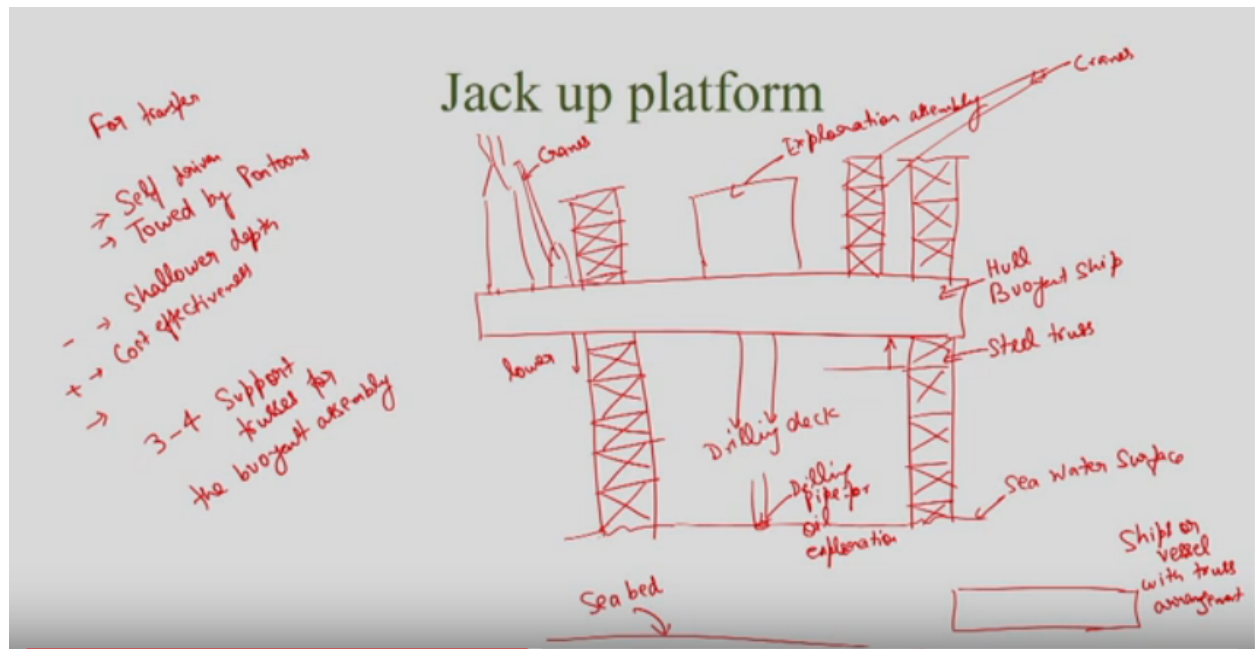 Jack up platform
For transfer
→ Self driven
→ Towed by Pontoons
- → Shallower depth
+ → Cost effectiveness
→ 3-4 Support
trusses for
the buoyant assembly
Cranes
Exploration assembly
Cranes
Hull
Buoyant Ship
Steel truss
lower
Drilling deck
Drilling
pipe for
oil
exploration
Sea Water Surface
Sea bed
Ships or
vessel
with truss
arrangement